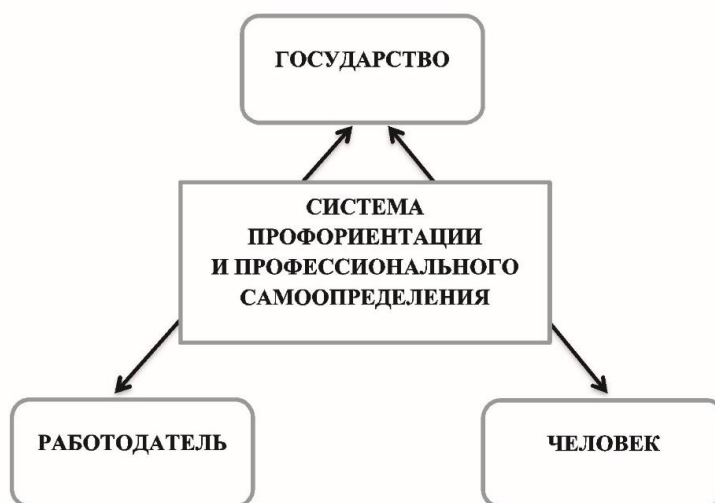 ГОСУДАРСТВО
СИСТЕМА
ПРОФОРИЕНТАЦИИ
И ПРОФЕССИОНАЛЬНОГО
САМООПРЕДЕЛЕНИЯ
РАБОТОДАТЕЛЬ
ЧЕЛОВЕК